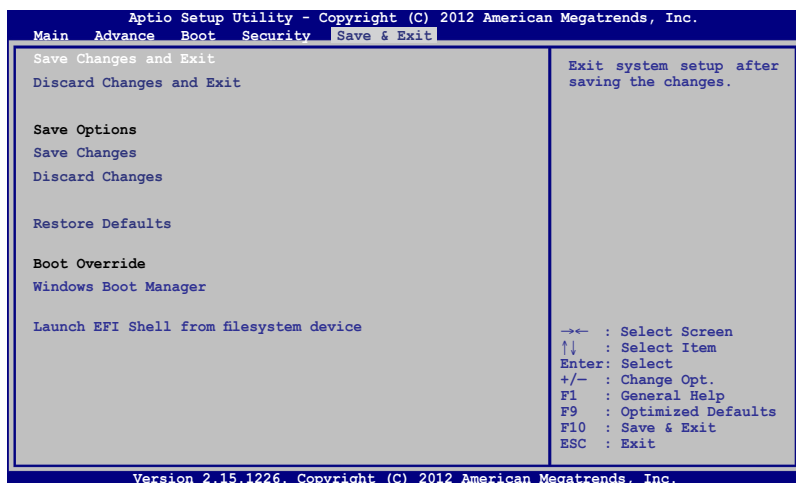 Aptio Setup Utility - Copyright (C) 2012 American Megatrends, Inc.
Main Advance Boot Security Save & Exit
Save Changes and Exit
Discard Changes and Exit
Save Options
Save Changes
Discard Changes
Restore Defaults
Boot Override
Windows Boot Manager
Launch EFI Shell from filesystem device
Exit system setup after
saving the changes.
→← : Select Screen
↑↓ : Select Item
Enter: Select
+/— : Change Opt.
F1 : General Help
F9 : Optimized Defaults
F10 : Save & Exit
ESC : Exit
Version 2.15.1226. Copyright (C) 2012 American Megatrends, Inc.